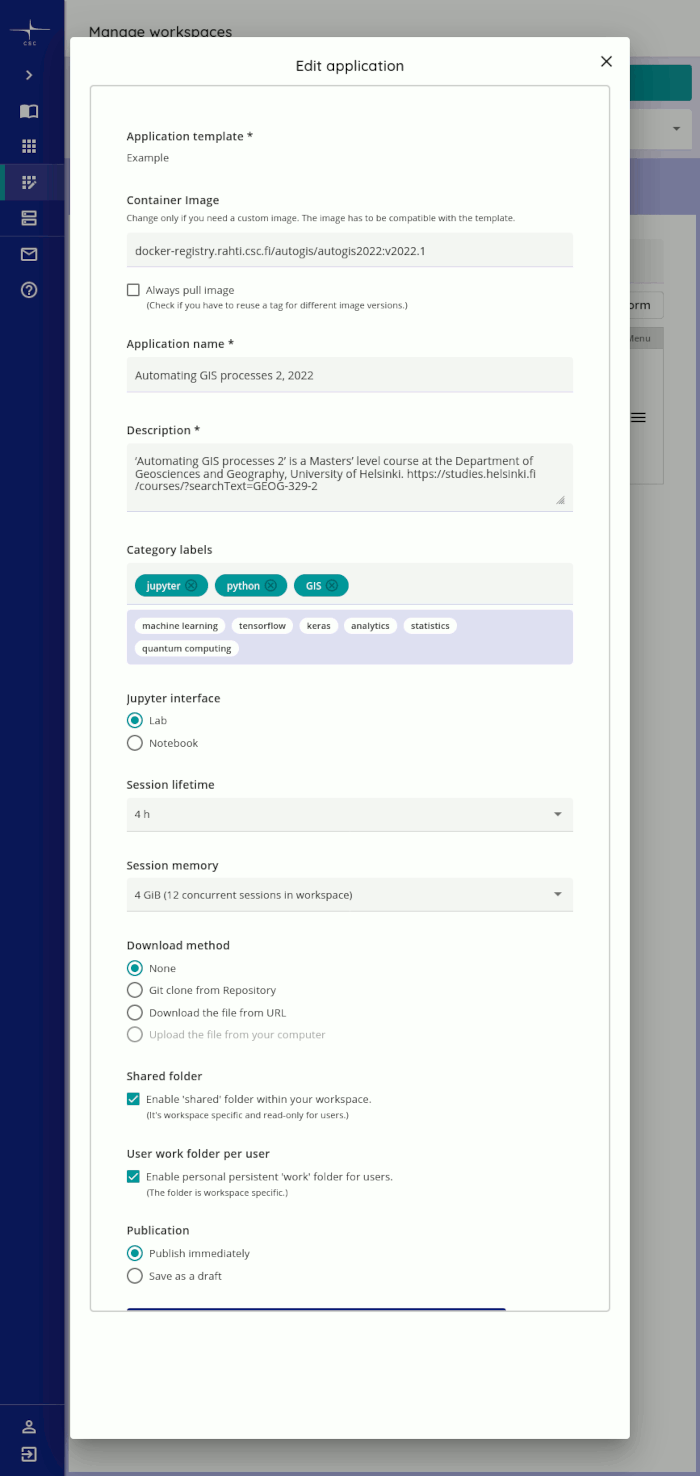 CSC
Manage workspaces
Edit application
Application template *
Example
Container Image
Change only if you need a custom image. The image has to be compatible with the template.
docker-registry.rahti.csc.fi/autogis/autogis2022:v2022.1
Always pull image
(Check if you have to reuse a tag for different image versions.)
orm
Application name *
Menu
Automating GIS processes 2, 2022
Description *
‘Automating GIS processes 2’ is a Masters’ level course at the Department of
Geosciences and Geography, University of Helsinki. https://studies.helsinki.fi
/courses/?searchText=GEOG-329-2
Category labels
jupyter
python
GIS
machine learning
tensorflow
keras
analytics
statistics
quantum computing
Jupyter interface
Lab
Notebook
Session lifetime
4 h
Session memory
4 GiB (12 concurrent sessions in workspace)
Download method
None
Git clone from Repository
Download the file from URL
Upload the file from your computer
Shared folder
Enable 'shared' folder within your workspace.
(It's workspace specific and read-only for users.)
User work folder per user
Enable personal persistent 'work' folder for users.
(The folder is workspace specific.)
Publication
Publish immediately
Save as a draft